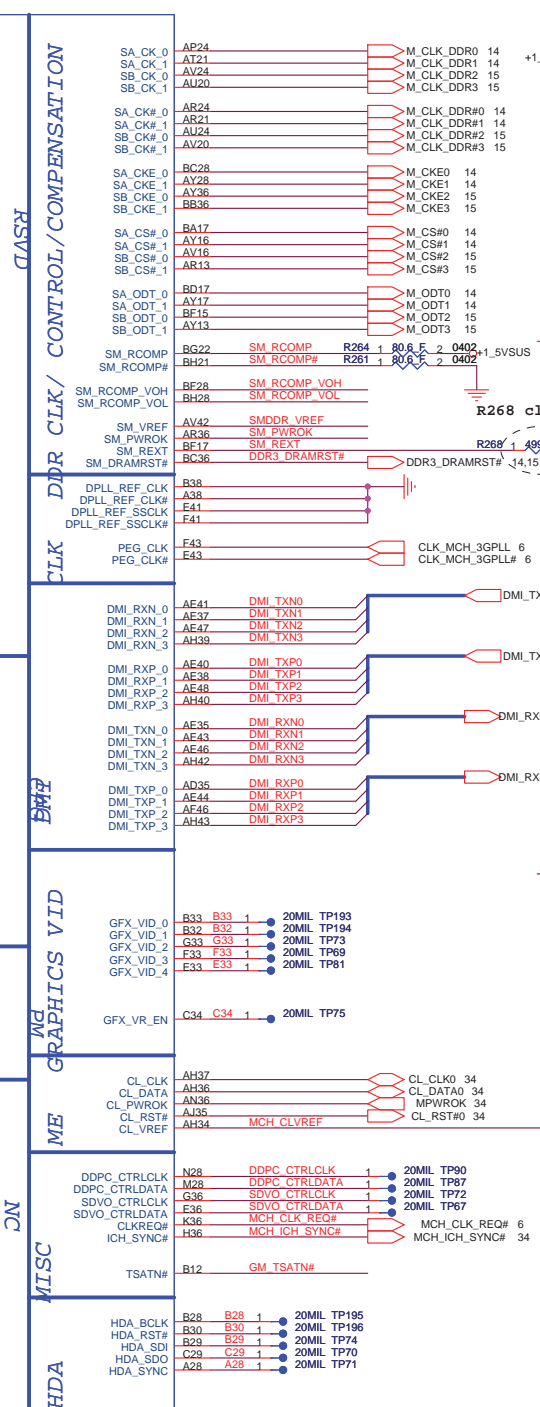 SA_CK_0 AP24 M_CLK_DDR0 14
SA_CK_1 AT21 M_CLK_DDR1 14 +1_
SB_CK_0 AV24 M_CLK_DDR2 15
SB_CK_1 AU20 M_CLK_DDR3 15
SA_CK#_0 AR24 M_CLK_DDR#0 14
SA_CK#_1 AR21 M_CLK_DDR#1 14
SB_CK#_0 AU24 M_CLK_DDR#2 15
SB_CK#_1 AV20 M_CLK_DDR#3 15
SA_CKE_0 BC28 M_CKE0 14
SA_CKE_1 AY28 M_CKE1 14
SB_CKE_0 AY36 M_CKE2 15
SB_CKE_1 BB36 M_CKE3 15
SA_CS#_0 BA17 M_CS#0 14
SA_CS#_1 AY16 M_CS#1 14
SB_CS#_0 AV16 M_CS#2 15
SB_CS#_1 AR13 M_CS#3 15
SA_ODT_0 BD17 M_ODT0 14
SA_ODT_1 AY17 M_ODT1 14
SB_ODT_0 BF15 M_ODT2 15
SB_ODT_1 AY13 M_ODT3 15
SM_RCOMP BG22 SM_RCOMP R264 1 80.6_F 2 0402 +1_5VSUS
SM_RCOMP# BH21 SM_RCOMP# R261 1 80.6_F 2 0402
SM_RCOMP_VOH BF28 SM_RCOMP_VOH
SM_RCOMP_VOL BH28 SM_RCOMP_VOL
R268 cl
SM_VREF AV42 SMDDR_VREF
SM_PWROK AR36 SM_PWROK
SM_REXT BF17 SM_REXT R268 1 499
SM_DRAMRST# BC36 DDR3_DRAMRST# DDR3_DRAMRST# 14,15
DDR CLK/ CONTROL/COMPENSATION
RSVD
DPLL_REF_CLK B38
DPLL_REF_CLK# A38
DPLL_REF_SSCLK E41
DPLL_REF_SSCLK# F41
PEG_CLK F43 CLK_MCH_3GPLL 6
PEG_CLK# E43 CLK_MCH_3GPLL# 6
CLK
DMI_RXN_0 AE41 DMI_TXN0 DMI_TX
DMI_RXN_1 AE37 DMI_TXN1
DMI_RXN_2 AE47 DMI_TXN2
DMI_RXN_3 AH39 DMI_TXN3
DMI_RXP_0 AE40 DMI_TXP0 DMI_TX
DMI_RXP_1 AE38 DMI_TXP1
DMI_RXP_2 AE48 DMI_TXP2
DMI_RXP_3 AH40 DMI_TXP3
DMI_TXN_0 AE35 DMI_RXN0 DMI_RX
DMI_TXN_1 AE43 DMI_RXN1
DMI_TXN_2 AE46 DMI_RXN2
DMI_TXN_3 AH42 DMI_RXN3
DMI_TXP_0 AD35 DMI_RXP0 DMI_RX
DMI_TXP_1 AE44 DMI_RXP1
DMI_TXP_2 AF46 DMI_RXP2
DMI_TXP_3 AH43 DMI_RXP3
DMI
GFX_VID_0 B33 B33 1 20MIL TP193
GFX_VID_1 B32 B32 1 20MIL TP194
GFX_VID_2 G33 G33 1 20MIL TP73
GFX_VID_3 F33 F33 1 20MIL TP69
GFX_VID_4 E33 E33 1 20MIL TP81
GFX_VR_EN C34 C34 1 20MIL TP75
GRAPHICS VID
PM
CL_CLK AH37 CL_CLK0 34
CL_DATA AH36 CL_DATA0 34
CL_PWROK AN36 MPWROK 34
CL_RST# AJ35 CL_RST#0 34
CL_VREF AH34 MCH_CLVREF
ME
DDPC_CTRLCLK N28 DDPC_CTRLCLK 1 20MIL TP90
DDPC_CTRLDATA M28 DDPC_CTRLDATA 1 20MIL TP87
SDVO_CTRLCLK G36 SDVO_CTRLCLK 1 20MIL TP72
SDVO_CTRLDATA E36 SDVO_CTRLDATA 1 20MIL TP67
CLKREQ# K36 MCH_CLK_REQ# MCH_CLK_REQ# 6
ICH_SYNC# H36 MCH_ICH_SYNC# MCH_ICH_SYNC# 34
TSATN# B12 GM_TSATN#
MISC
NC
HDA_BCLK B28 B28 1 20MIL TP195
HDA_RST# B30 B30 1 20MIL TP196
HDA_SDI B29 B29 1 20MIL TP74
HDA_SDO C29 C29 1 20MIL TP70
HDA_SYNC A28 A28 1 20MIL TP71
HDA